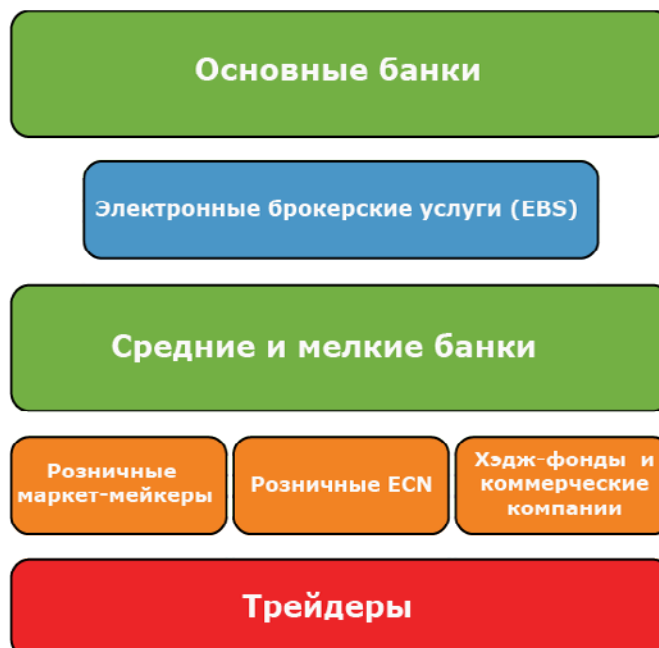 Основные банки
Электронные брокерские услуги (EBS)
Средние и мелкие банки
Розничные
маркет-мейкеры
Розничные ECN
Хэдж-фонды и
коммерческие
компании
Трейдеры